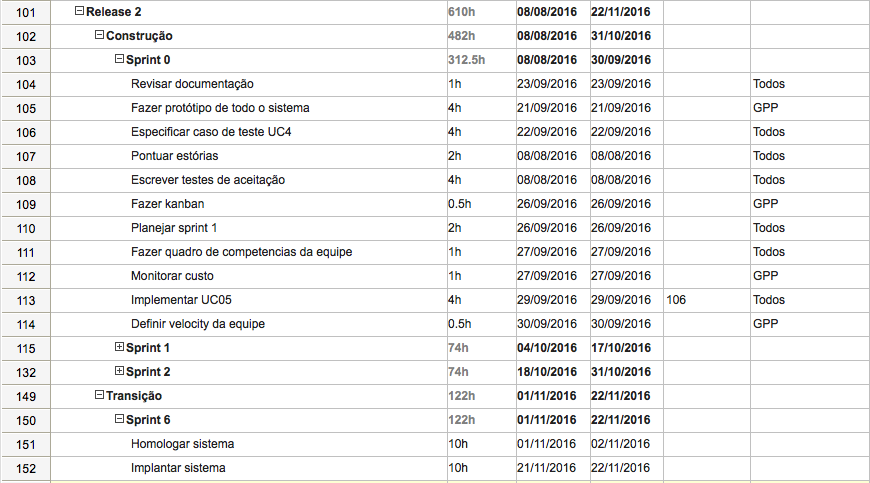 101 Release 2 610h 08/08/2016 22/11/2016
102 Construção 482h 08/08/2016 31/10/2016
103 Sprint 0 312.5h 08/08/2016 30/09/2016
104 Revisar documentação 1h 23/09/2016 23/09/2016 Todos
105 Fazer protótipo de todo o sistema 4h 21/09/2016 21/09/2016 GPP
106 Especificar caso de teste UC4 4h 22/09/2016 22/09/2016 Todos
107 Pontuar estórias 2h 08/08/2016 08/08/2016 Todos
108 Escrever testes de aceitação 4h 08/08/2016 08/08/2016 Todos
109 Fazer kanban 0.5h 26/09/2016 26/09/2016 GPP
110 Planejar sprint 1 2h 26/09/2016 26/09/2016 Todos
111 Fazer quadro de competencias da equipe 1h 27/09/2016 27/09/2016 Todos
112 Monitorar custo 1h 27/09/2016 27/09/2016 GPP
113 Implementar UC05 4h 29/09/2016 29/09/2016 106 Todos
114 Definir velocity da equipe 0.5h 30/09/2016 30/09/2016 GPP
115 Sprint 1 74h 04/10/2016 17/10/2016
132 Sprint 2 74h 18/10/2016 31/10/2016
149 Transição 122h 01/11/2016 22/11/2016
150 Sprint 6 122h 01/11/2016 22/11/2016
151 Homologar sistema 10h 01/11/2016 02/11/2016
152 Implantar sistema 10h 21/11/2016 22/11/2016